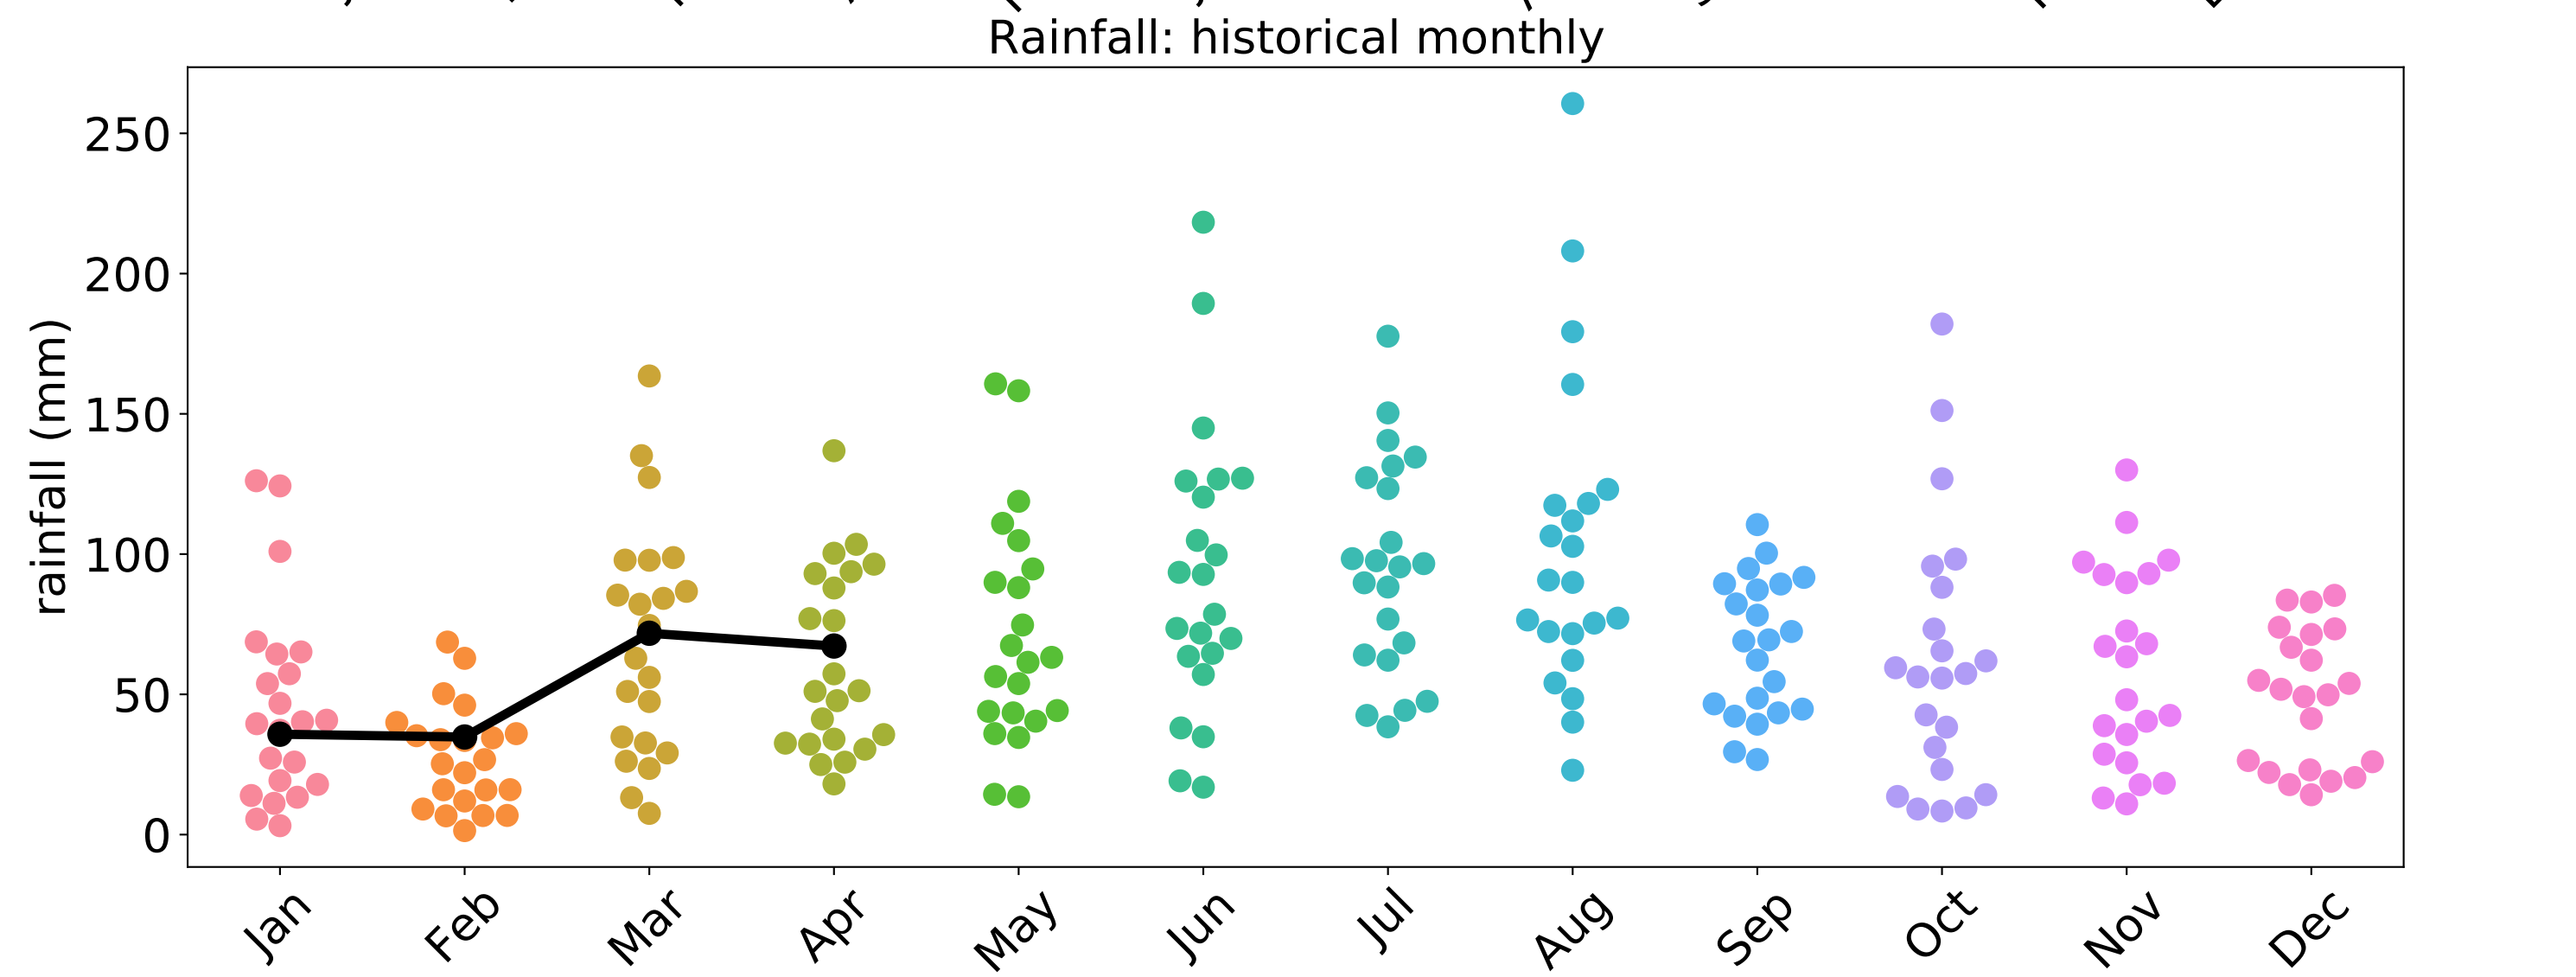 Rainfall: historical monthly
rainfall (mm)
250
200
150
100
50
0
Jan
Feb
Mar
Apr
May
Jun
Jul
Aug
Sep
Oct
Nov
Dec